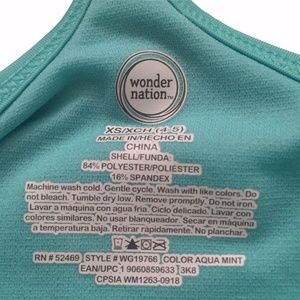 wonder
nation™
XS/XCH (4-5)
MADE IN/HECHO EN
CHINA
SHELL/FUNDA:
84% POLYESTER/POLIESTER
16% SPANDEX
Machine wash cold. Gentle cycle. Wash with like colors. Do
not bleach. Tumble dry low. Remove promptly. Do not iron.
Lavar a máquina con agua fria. Ciclo delicado. Lavar con
colores similares. No usar blanqueador. Secar en máquina
a temperatura baja. Retirar rápidamente. No planchar.
RN # 52469 STYLE # WG19766 COLOR AQUA MINT
EAN/UPC 1 9060859633 3K8
CPSIA WM1263-0918